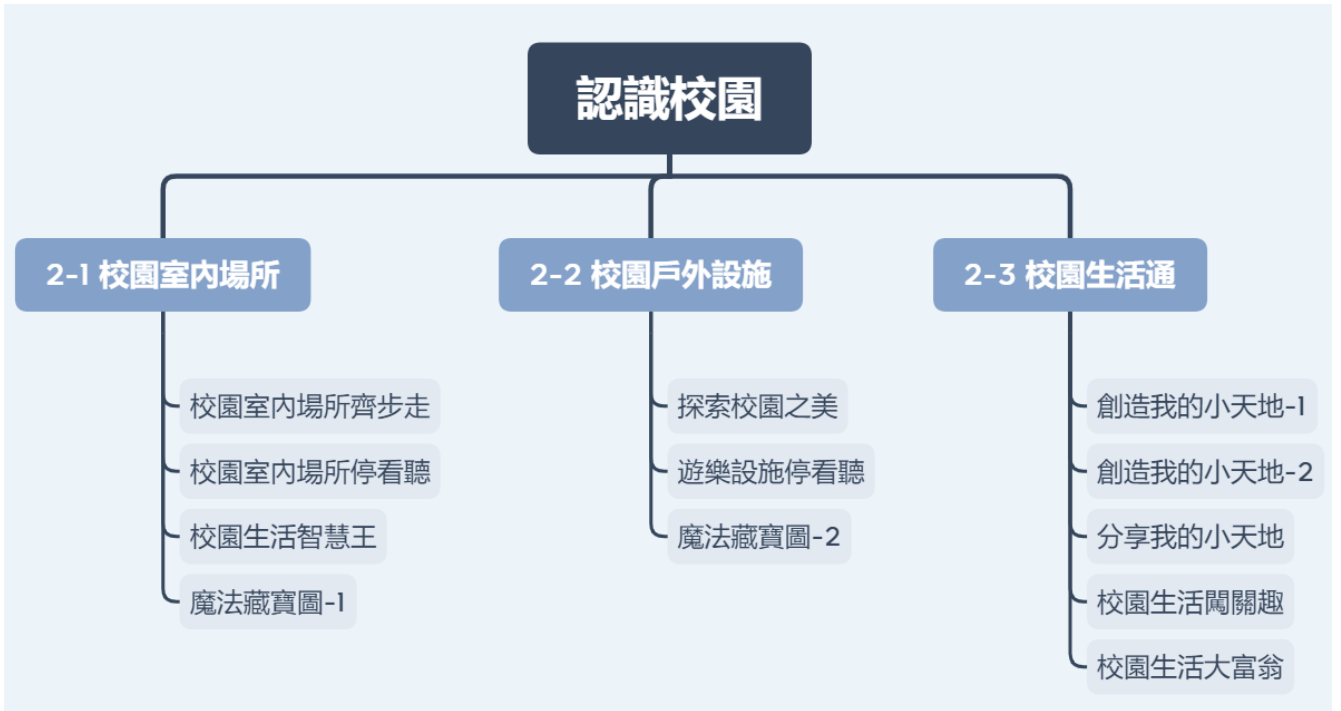 認識校園
2-1 校園室內場所
校園室內場所齊步走
校園室內場所停看聽
校園生活智慧王
魔法藏寶圖-1
2-2 校園戶外設施
探索校園之美
遊樂設施停看聽
魔法藏寶圖-2
2-3 校園生活通
創造我的小天地-1
創造我的小天地-2
分享我的小天地
校園生活闖關趣
校園生活大富翁